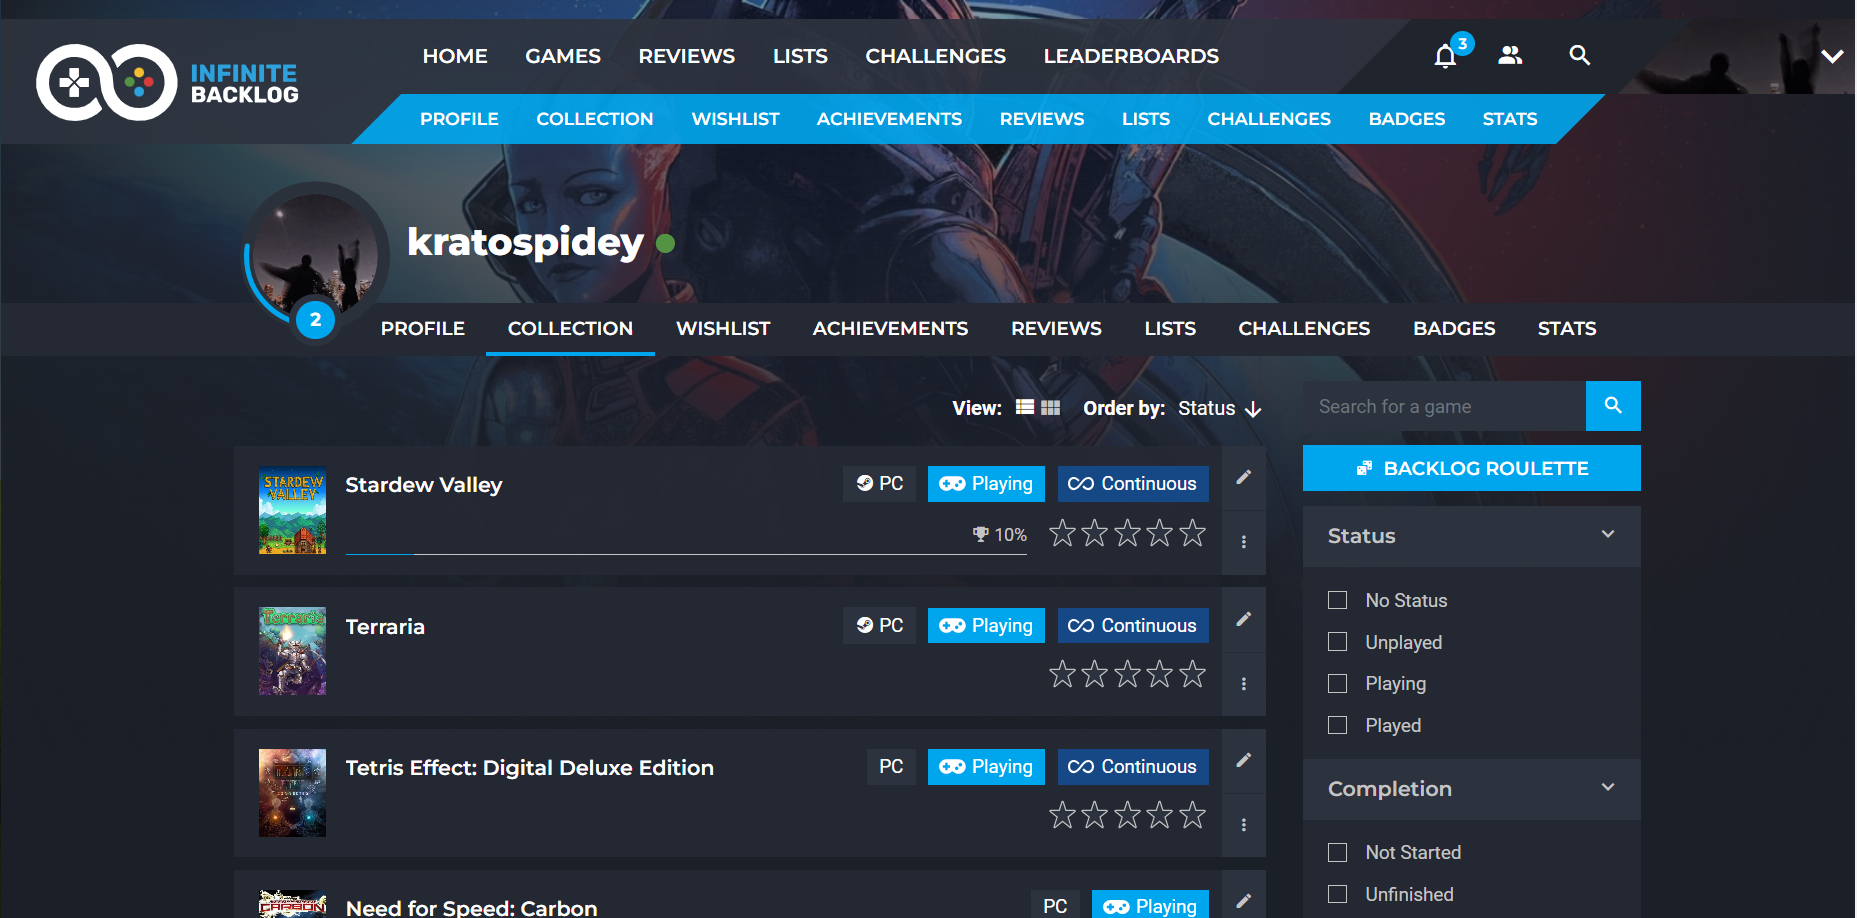 INFINITE
BACKLOG
HOME GAMES REVIEWS LISTS CHALLENGES LEADERBOARDS
3
PROFILE COLLECTION WISHLIST ACHIEVEMENTS REVIEWS LISTS CHALLENGES BADGES STATS
kratospidey
2
PROFILE COLLECTION WISHLIST ACHIEVEMENTS REVIEWS LISTS CHALLENGES BADGES STATS
View: Order by: Status
Search for a game
BACKLOG ROULETTE
STARDEW
VALLEY
Stardew Valley PC Playing Continuous
10%
Terraria
Terraria PC Playing Continuous
Tetris Effect: Digital Deluxe Edition PC Playing Continuous
CARBON
Need for Speed: Carbon PC Playing
Status
No Status
Unplayed
Playing
Played
Completion
Not Started
Unfinished